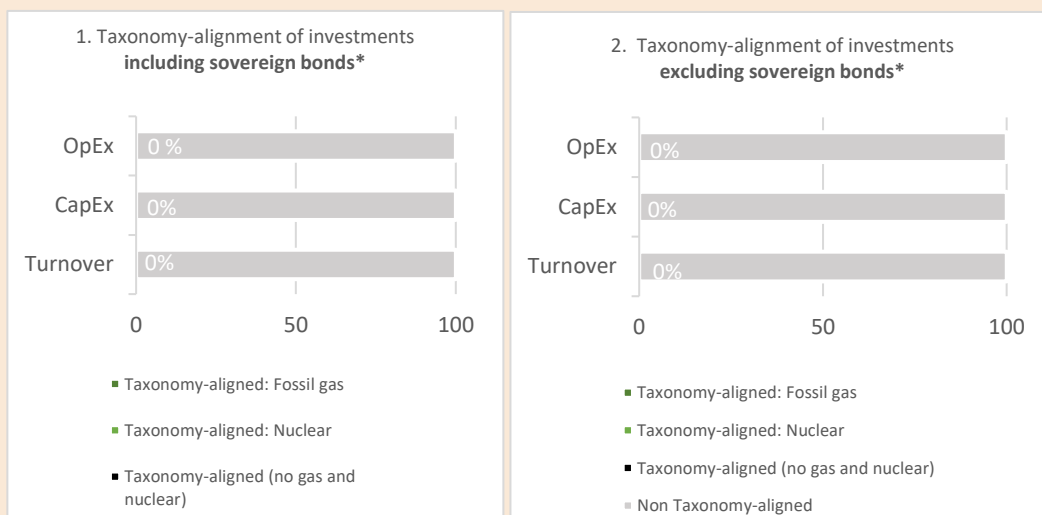 1. Taxonomy-alignment of investments
including sovereign bonds*
OpEx
0 %
CapEx
0%
Turnover
0%
0 50 100
Taxonomy-aligned: Fossil gas
Taxonomy-aligned: Nuclear
Taxonomy-aligned (no gas and
nuclear)
2. Taxonomy-alignment of investments
excluding sovereign bonds*
OpEx
0%
CapEx
0%
Turnover
0%
0 50 100
Taxonomy-aligned: Fossil gas
Taxonomy-aligned: Nuclear
Taxonomy-aligned (no gas and nuclear)
Non Taxonomy-aligned